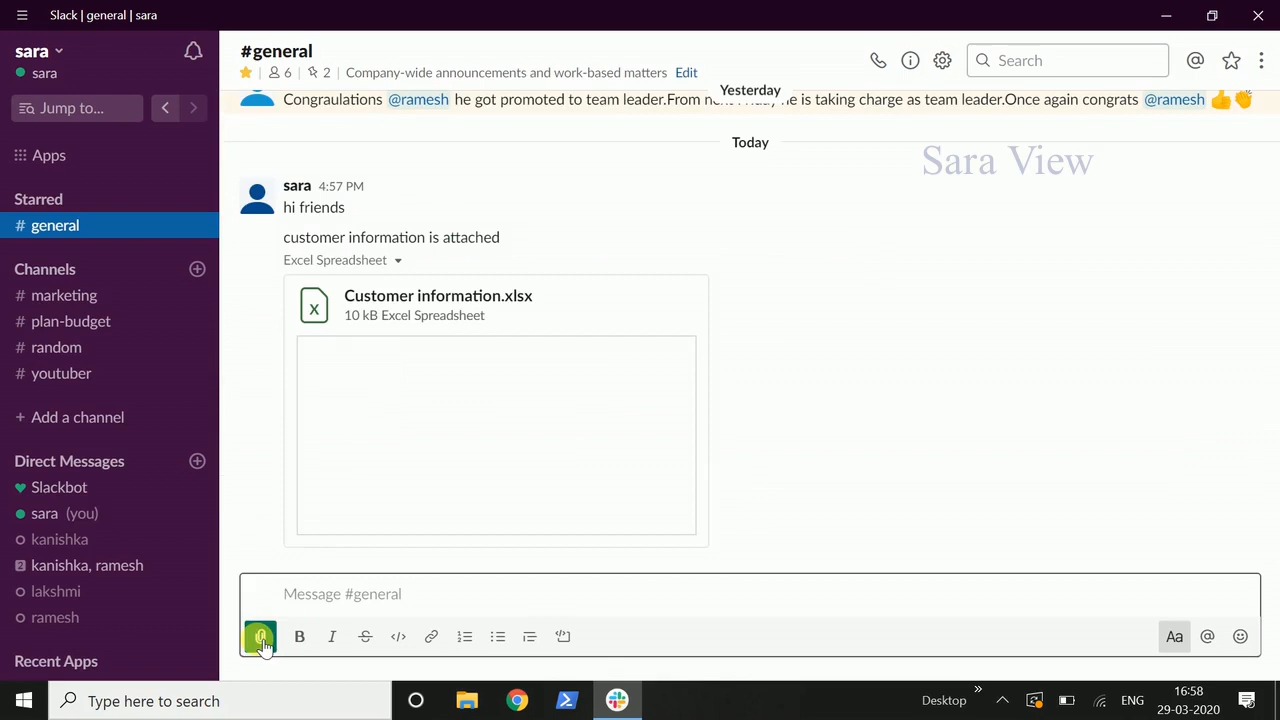 Slack | general | sara
sara
sara
Jump to...
Apps
Starred
# general
Channels
# marketing
# plan-budget
# random
# youtuber
+ Add a channel
Direct Messages
Slackbot
sara (you)
kanishka
2 kanishka, ramesh
lakshmi
ramesh
Recent Apps
#general
6 | 2 | Company-wide announcements and work-based matters Edit
Search
Yesterday
Congraulations @ramesh he got promoted to team leader.From next Friday he is taking charge as team leader.Once again congrats @ramesh
Today
Sara View
sara 4:57 PM
hi friends
customer information is attached
Excel Spreadsheet
X
Customer information.xlsx
10 kB Excel Spreadsheet
Message #general
B I S Aa @
Type here to search
Desktop
ENG
16:58
29-03-2020